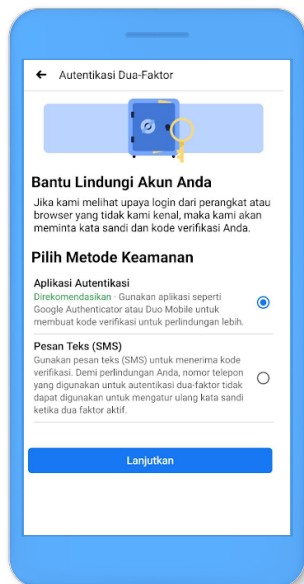 Autentikasi Dua-Faktor
Bantu Lindungi Akun Anda
Jika kami melihat upaya login dari perangkat atau
browser yang tidak kami kenal, maka kami akan
meminta kata sandi dan kode verifikasi Anda.
Pilih Metode Keamanan
Aplikasi Autentikasi
Direkomendasikan · Gunakan aplikasi seperti
Google Authenticator atau Duo Mobile untuk
membuat kode verifikasi untuk perlindungan lebih.
Pesan Teks (SMS)
Gunakan pesan teks (SMS) untuk menerima kode
verifikasi. Demi perlindungan Anda, nomor telepon
yang digunakan untuk autentikasi dua-faktor tidak
dapat digunakan untuk mengatur ulang kata sandi
ketika dua faktor aktif.
Lanjutkan